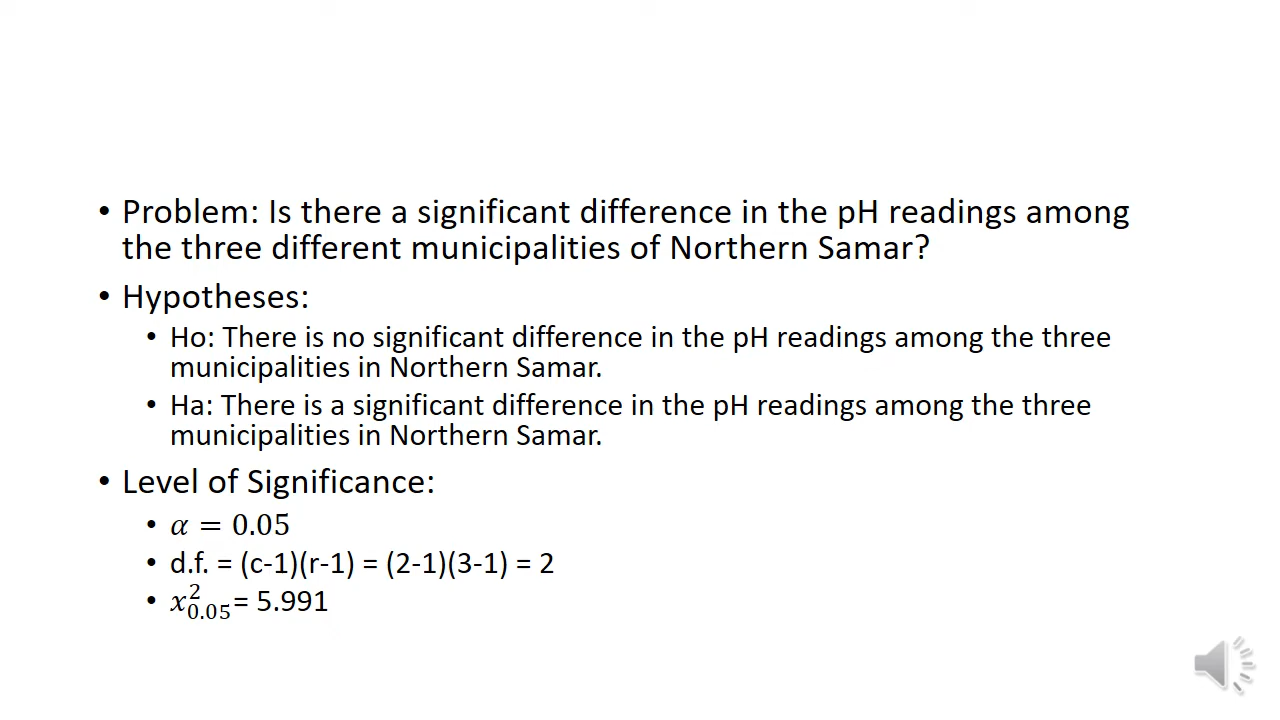 • Problem: Is there a significant difference in the pH readings among
the three different municipalities of Northern Samar?
• Hypotheses:
• Ho: There is no significant difference in the pH readings among the three
municipalities in Northern Samar.
• Ha: There is a significant difference in the pH readings among the three
municipalities in Northern Samar.
• Level of Significance:
• α = 0.05
• d.f. = (c-1)(r-1) = (2-1)(3-1) = 2
• x²₀.₀₅= 5.991